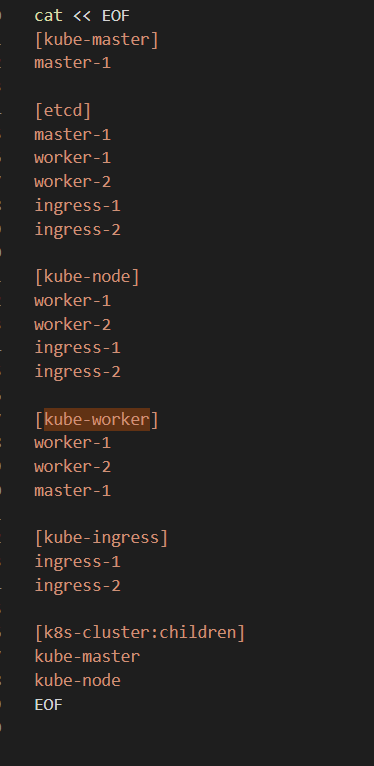 cat << EOF
[kube-master]
master-1
[etcd]
master-1
worker-1
worker-2
ingress-1
ingress-2
[kube-node]
worker-1
worker-2
ingress-1
ingress-2
[kube-worker]
worker-1
worker-2
master-1
[kube-ingress]
ingress-1
ingress-2
[k8s-cluster:children]
kube-master
kube-node
EOF